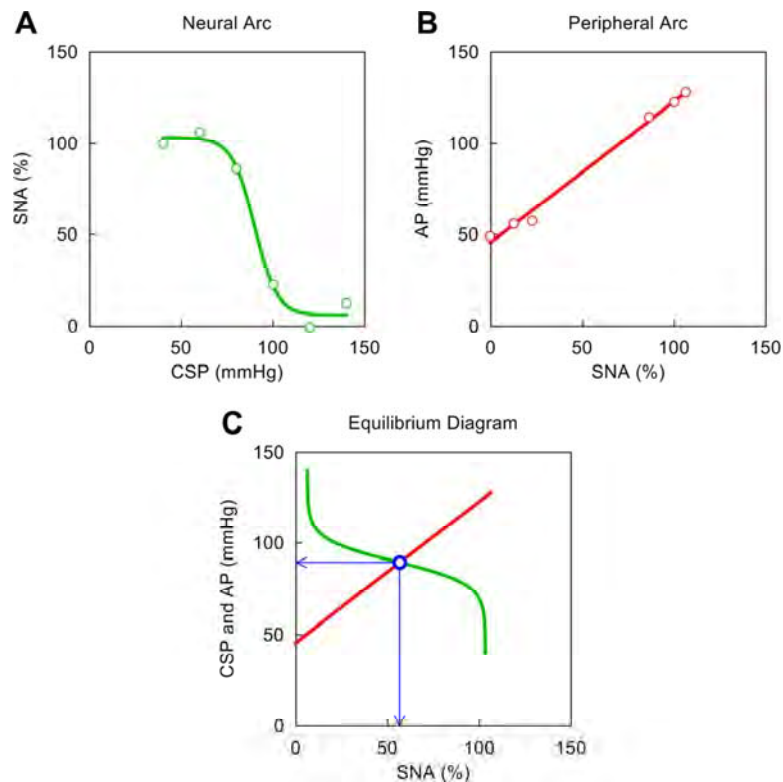 A
Neural Arc
150
100
50
0
SNA (%)
0
50
100
150
CSP (mmHg)
B
Peripheral Arc
150
100
50
0
AP (mmHg)
0
50
100
150
SNA (%)
C
Equilibrium Diagram
150
100
50
0
CSP and AP (mmHg)
0
50
100
150
SNA (%)